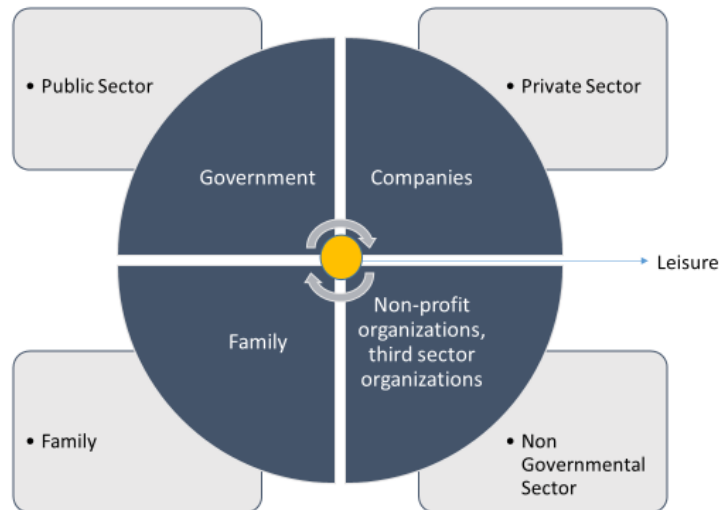 • Public Sector
• Private Sector
Government
Companies
Leisure
Family
Non-profit
organizations,
third sector
organizations
• Family
• Non
Governmental
Sector